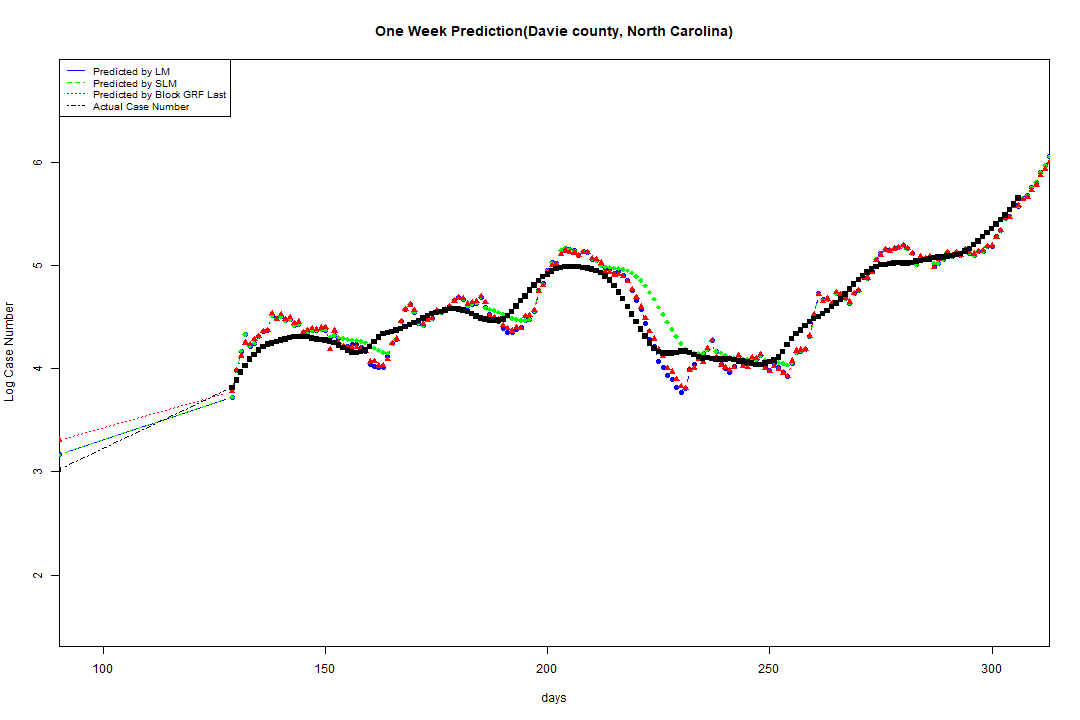 One Week Prediction(Davie county, North Carolina)
Predicted by LM
Predicted by SLM
Predicted by Block GRF Last
Actual Case Number
Log Case Number
6
5
4
3
2
100 150 200 250 300
days